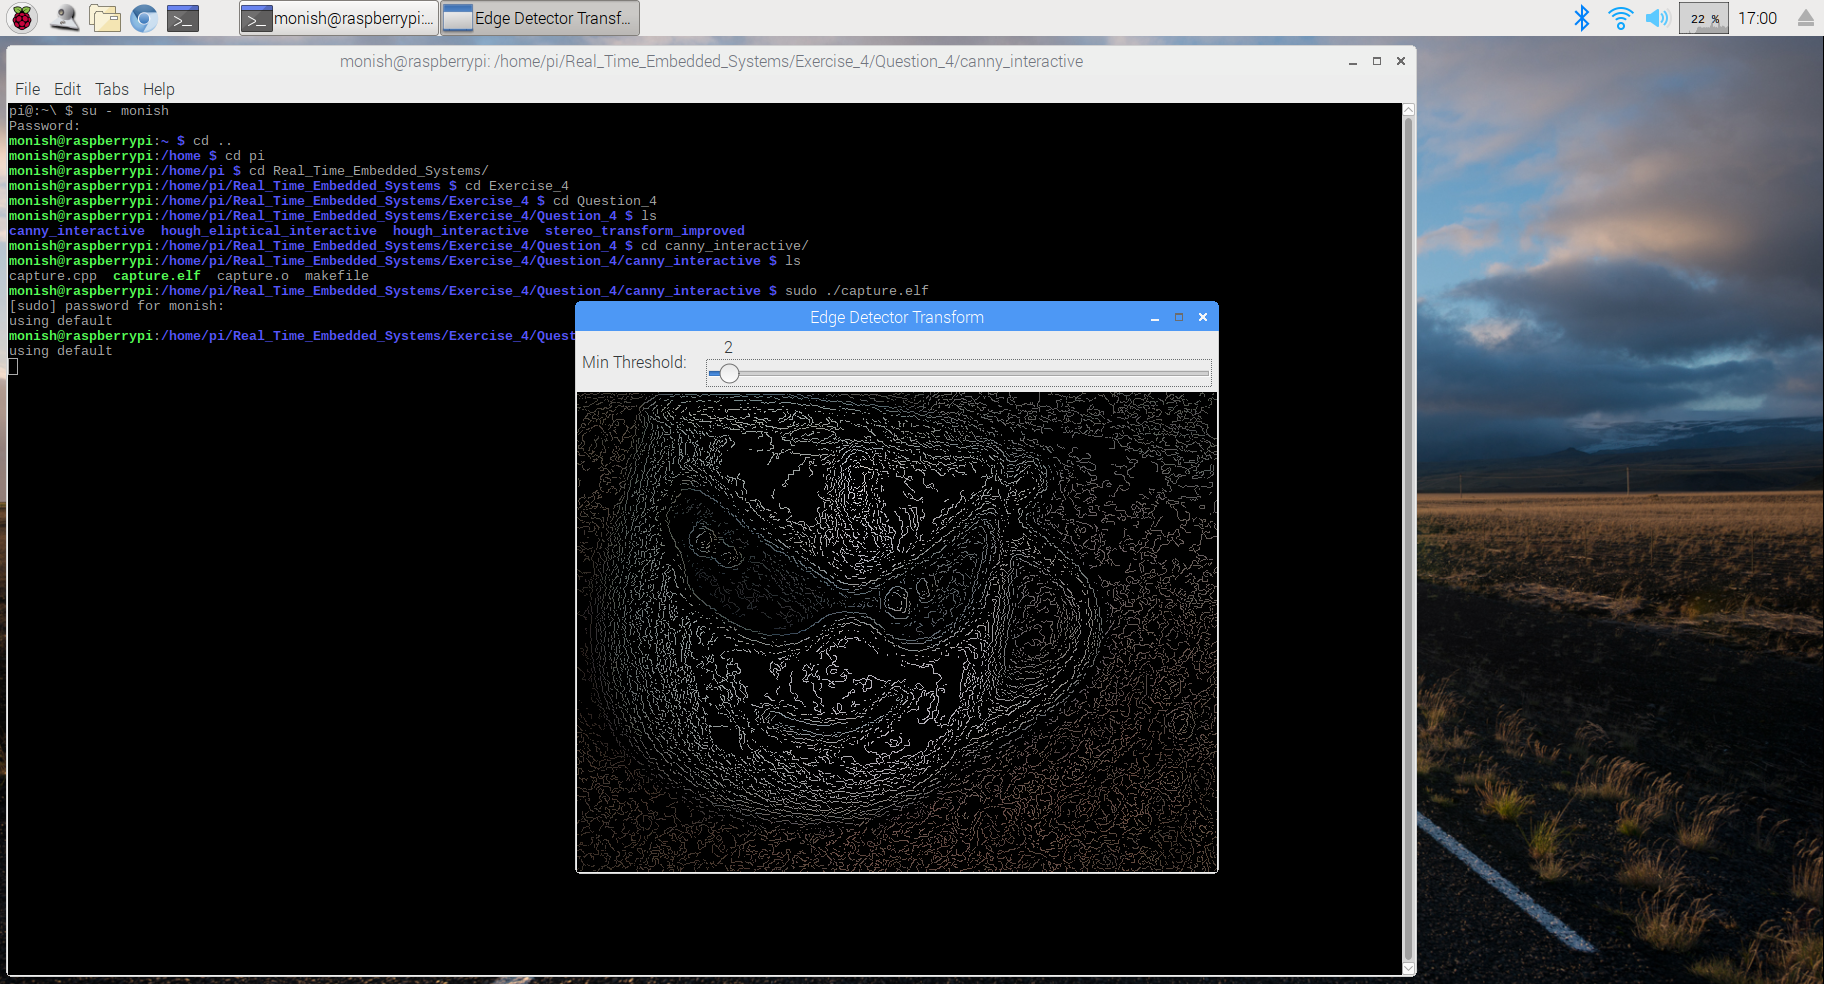 monish@raspberrypi:...
Edge Detector Transf...
22 %
17:00
monish@raspberrypi: /home/pi/Real_Time_Embedded_Systems/Exercise_4/Question_4/canny_interactive
File Edit Tabs Help
pi@:~\ $ su - monish
Password:
monish@raspberrypi:~ $ cd ..
monish@raspberrypi:/home $ cd pi
monish@raspberrypi:/home/pi $ cd Real_Time_Embedded_Systems/
monish@raspberrypi:/home/pi/Real_Time_Embedded_Systems $ cd Exercise_4
monish@raspberrypi:/home/pi/Real_Time_Embedded_Systems/Exercise_4 $ cd Question_4
monish@raspberrypi:/home/pi/Real_Time_Embedded_Systems/Exercise_4/Question_4 $ ls
canny_interactive  hough_eliptical_interactive  hough_interactive  stereo_transform_improved
monish@raspberrypi:/home/pi/Real_Time_Embedded_Systems/Exercise_4/Question_4 $ cd canny_interactive/
monish@raspberrypi:/home/pi/Real_Time_Embedded_Systems/Exercise_4/Question_4/canny_interactive $ ls
capture.cpp  capture.elf  capture.o  makefile
monish@raspberrypi:/home/pi/Real_Time_Embedded_Systems/Exercise_4/Question_4/canny_interactive $ sudo ./capture.elf
[sudo] password for monish:
using default
monish@raspberrypi:/home/pi/Real_Time_Embedded_Systems/Exercise_4/Quest
using default
Edge Detector Transform
Min Threshold:
2